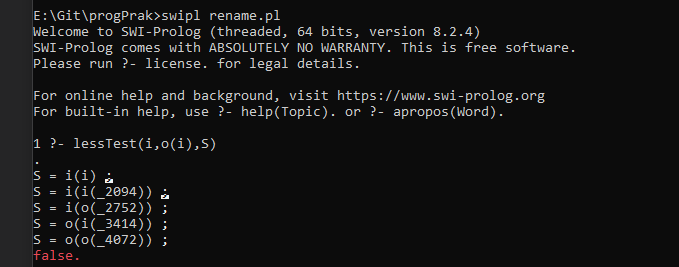 E:\Git\progPrak>swipl rename.pl
Welcome to SWI-Prolog (threaded, 64 bits, version 8.2.4)
SWI-Prolog comes with ABSOLUTELY NO WARRANTY. This is free software.
Please run ?- license. for legal details.
For online help and background, visit https://www.swi-prolog.org
For built-in help, use ?- help(Topic). or ?- apropos(Word).
1 ?- lessTest(i,o(i),S)
.
S = i(i) ;
S = i(i(_2094)) ;
S = i(o(_2752)) ;
S = o(i(_3414)) ;
S = o(o(_4072)) ;
false.